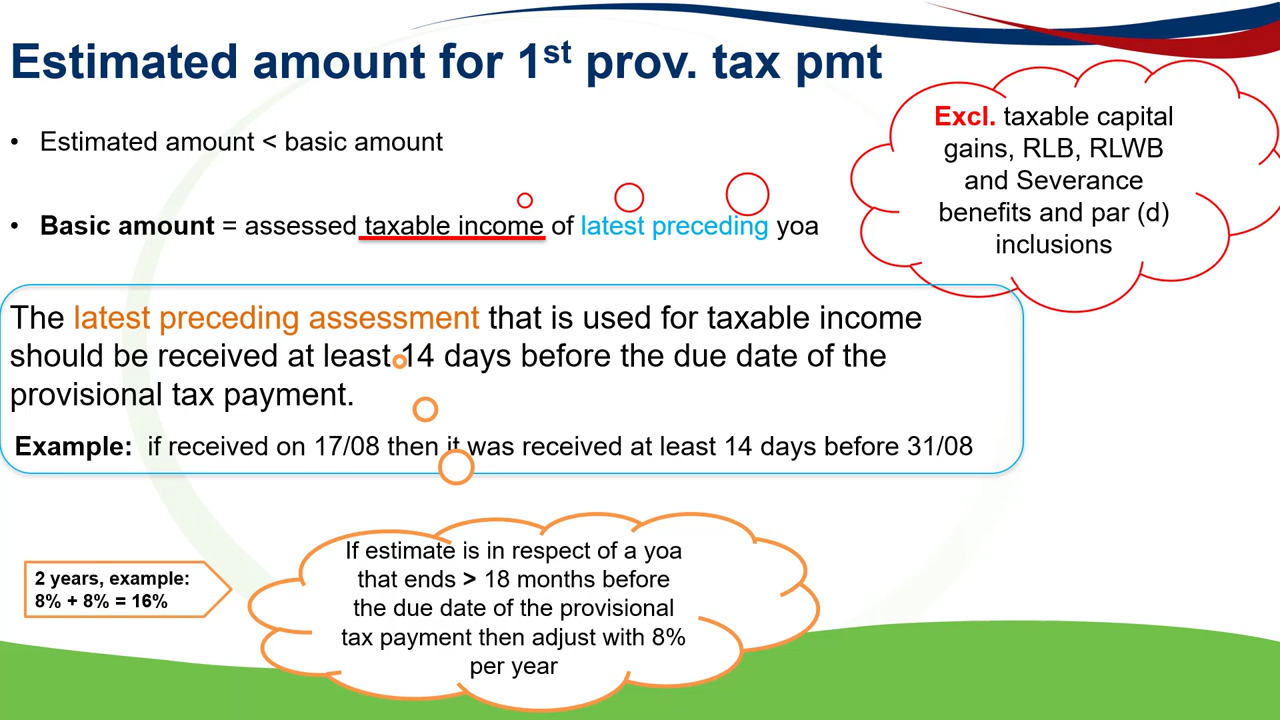 Estimated amount for 1st prov. tax pmt
Excl. taxable capital
gains, RLB, RLWB
and Severance
benefits and par (d)
inclusions
• Estimated amount < basic amount
• Basic amount = assessed taxable income of latest preceding yoa
The latest preceding assessment that is used for taxable income
should be received at least 14 days before the due date of the
provisional tax payment.
Example: if received on 17/08 then it was received at least 14 days before 31/08
2 years, example:
8% + 8% = 16%
If estimate is in respect of a yoa
that ends > 18 months before
the due date of the provisional
tax payment then adjust with 8%
per year